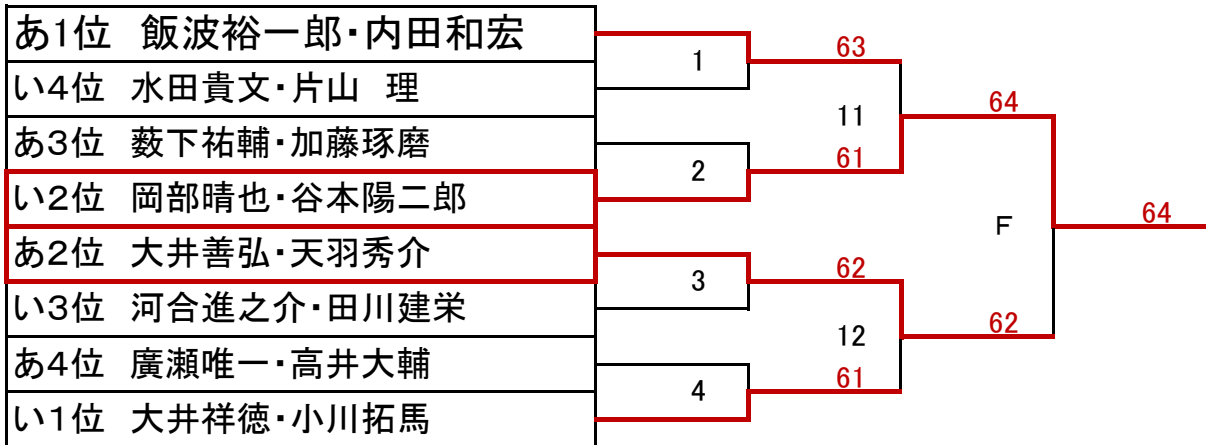 あ1位 飯波裕一郎・内田和宏
い4位 水田貴文・片山 理
あ3位 薮下祐輔・加藤琢磨
い2位 岡部晴也・谷本陽二郎
あ2位 大井善弘・天羽秀介
い3位 河合進之介・田川建栄
あ4位 廣瀬唯一・高井大輔
い1位 大井祥徳・小川拓馬
1
2
3
4
63
11
61
62
12
61
64
F
62
64